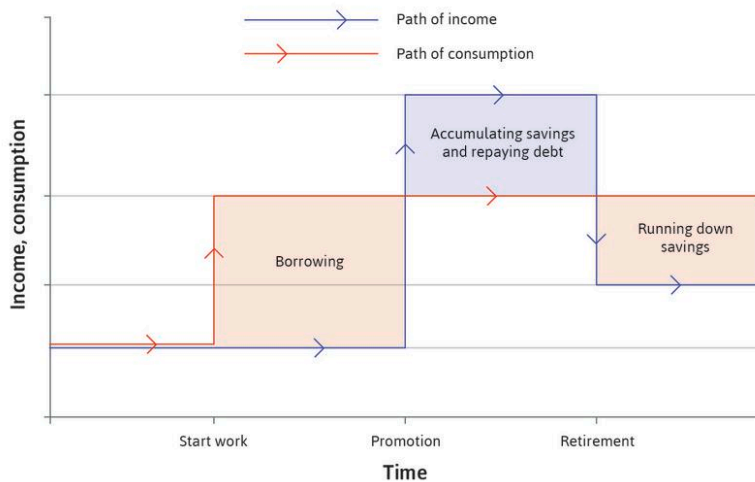 Path of income
Path of consumption
Accumulating savings
and repaying debt
Running down
savings
Borrowing
Income, consumption
Start work
Promotion
Retirement
Time